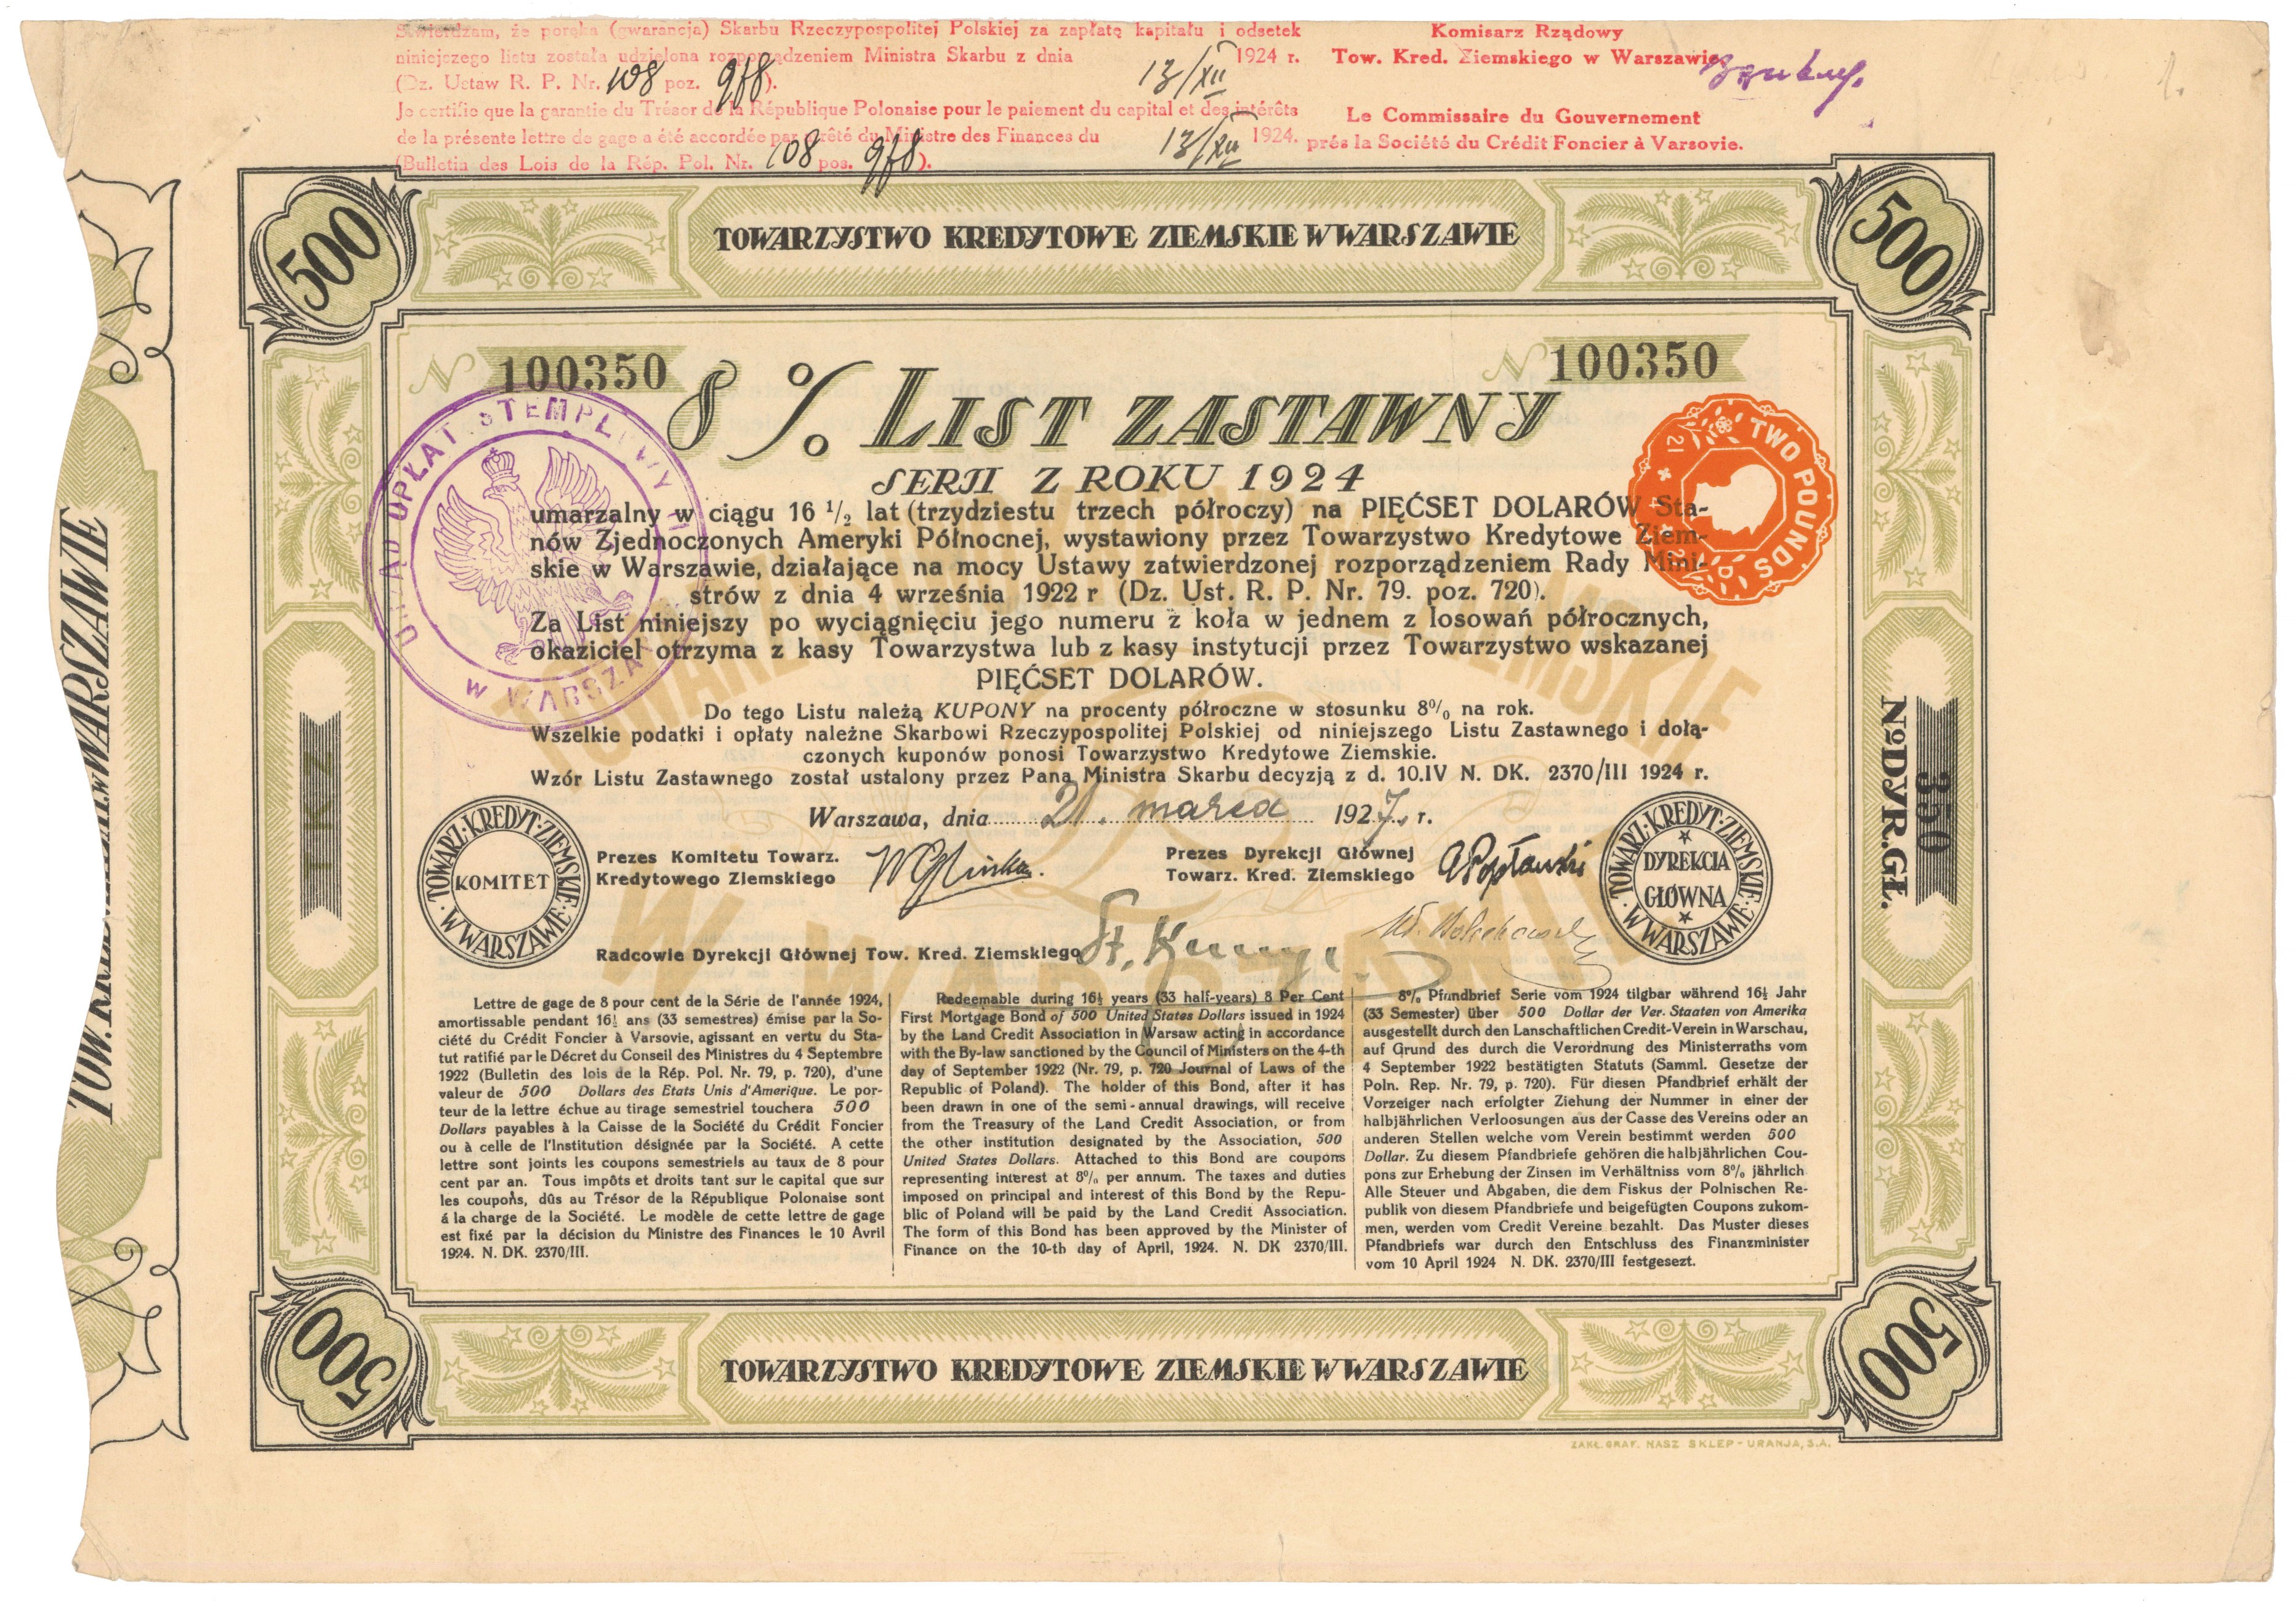 Stwierdzam, że poręka (gwarancja) Skarbu Rzeczypospolitej Polskiej za zapłatę kapitału i odsetek
niniejszego listu została udzielona rozporządzeniem Ministra Skarbu z dnia 13/XII 1924 r.
(Dz. Ustaw R. P. Nr. 108 poz. 978).
Je certifie que la garantie du Trésor de la République Polonaise pour le paiement du capital et des intérêts
de la présente lettre de gage a été accordée par arrêté du Ministre des Finances du 13/XII 1924.
(Bulletin des Lois de la Rép. Pol. Nr. 108 pos. 978).
Komisarz Rządowy
Tow. Kred. Ziemskiego w Warszawie
Le Commissaire du Gouvernement
prés la Société du Crédit Foncier à Varsovie.
500
TOWARZYSTWO KREDYTOWE ZIEMSKIE W WARSZAWIE
500
N 100350
N 100350
8% LIST ZASTAWNY
SERJI Z ROKU 1924
umarzalny w ciągu 16 1/2 lat (trzydziestu trzech półroczy) na PIĘĆSET DOLARÓW Sta-
nów Zjednoczonych Ameryki Północnej, wystawiony przez Towarzystwo Kredytowe Ziem-
skie w Warszawie, działające na mocy Ustawy zatwierdzonej rozporządzeniem Rady Mini-
strów z dnia 4 września 1922 r (Dz. Ust. R. P. Nr. 79. poz. 720).
Za List niniejszy po wyciągnięciu jego numeru z koła w jednem z losowań półrocznych,
okaziciel otrzyma z kasy Towarzystwa lub z kasy instytucji przez Towarzystwo wskazanej
PIĘĆSET DOLARÓW.
Do tego Listu należą KUPONY na procenty półroczne w stosunku 8% na rok.
Wszelkie podatki i opłaty należne Skarbowi Rzeczypospolitej Polskiej od niniejszego Listu Zastawnego i dołą-
czonych kuponów ponosi Towarzystwo Kredytowe Ziemskie.
Wzór Listu Zastawnego został ustalony przez Pana Ministra Skarbu decyzją z d. 10.IV N. DK. 2370/III 1924 r.
Warszawa, dnia 21. marca 1927. r.
Prezes Komitetu Towarz.
Kredytowego Ziemskiego
Prezes Dyrekcji Głównej
Towarz. Kred. Ziemskiego
Radcowie Dyrekcji Głównej Tow. Kred. Ziemskiego
TOWARZ. KREDYT. ZIEMSKIE W WARSZAWIE
KOMITET
TOWARZ. KREDYT. ZIEMSKIE W WARSZAWIE
DYREKCJA
GŁÓWNA
URZĄD OPŁAT STEMPLOWYCH
W WARSZAWIE
TWO POUNDS
21
4
TOWARZYSTWO KREDYTOWE ZIEMSKIE
W WARSZAWIE
Lettre de gage de 8 pour cent de la Série de l'année 1924,
amortissable pendant 16½ ans (33 semestres) émise par la So-
ciété du Crédit Foncier à Varsovie, agissant en vertu du Sta-
tut ratifié par le Décret du Conseil des Ministres du 4 Septembre
1922 (Bulletin des lois de la Rép. Pol. Nr. 79, p. 720), d'une
valeur de 500 Dollars des Etats Unis d'Amerique. Le por-
teur de la lettre échue au tirage semestriel touchera 500
Dollars payables à la Caisse de la Société du Crédit Foncier
ou à celle de l'Institution désignée par la Société. A cette
lettre sont joints les coupons semestriels au taux de 8 pour
cent par an. Tous impôts et droits tant sur le capital que sur
les coupons, dûs au Trésor de la République Polonaise sont
á la charge de la Société. Le modèle de cette lettre de gage
est fixé par la décision du Ministre des Finances le 10 Avril
1924. N. DK. 2370/III.
Redeemable during 16½ years (33 half-years) 8 Per Cent
First Mortgage Bond of 500 United States Dollars issued in 1924
by the Land Credit Association in Warsaw acting in accordance
with the By-law sanctioned by the Council of Ministers on the 4-th
day of September 1922 (Nr. 79, p. 720 Journal of Laws of the
Republic of Poland). The holder of this Bond, after it has
been drawn in one of the semi-annual drawings, will receive
from the Treasury of the Land Credit Association, or from
the other institution designated by the Association, 500
United States Dollars. Attached to this Bond are coupons
representing interest at 8% per annum. The taxes and duties
imposed on principal and interest of this Bond by the Repu-
blic of Poland will be paid by the Land Credit Association.
The form of this Bond has been approved by the Minister of
Finance on the 10-th day of April, 1924. N. DK 2370/III.
8% Pfandbrief Serie vom 1924 tilgbar während 16½ Jahr
(33 Semester) über 500 Dollar der Ver. Staaten von Amerika
ausgestellt durch den Lanschaftlichen Credit-Verein in Warschau,
auf Grund des durch die Verordnung des Ministerraths vom
4 September 1922 bestätigten Statuts (Samml. Gesetze der
Poln. Rep. Nr. 79, p. 720). Für diesen Pfandbrief erhält der
Vorzeiger nach erfolgter Ziehung der Nummer in einer der
halbjährlichen Verloosungen aus der Casse des Vereins oder an
anderen Stellen welche vom Verein bestimmt werden 500
Dollar. Zu diesem Pfandbriefe gehören die halbjährlichen Cou-
pons zur Erhebung der Zinsen im Verhältniss vom 8% jährlich
Alle Steuer und Abgaben, die dem Fiskus der Polnischen Re-
publik von diesem Pfandbriefe und beigefügten Coupons zukom-
men, werden vom Credit Vereine bezahlt. Das Muster dieses
Pfandbriefs war durch den Entschluss des Finanzminister
vom 10 April 1924 N. DK. 2370/III festgesezt.
TKZ
350
No DYR. GŁ.
500
TOWARZYSTWO KREDYTOWE ZIEMSKIE W WARSZAWIE
500
ZAKŁ. GRAF. NASZ SKLEP - URANJA, S.A.